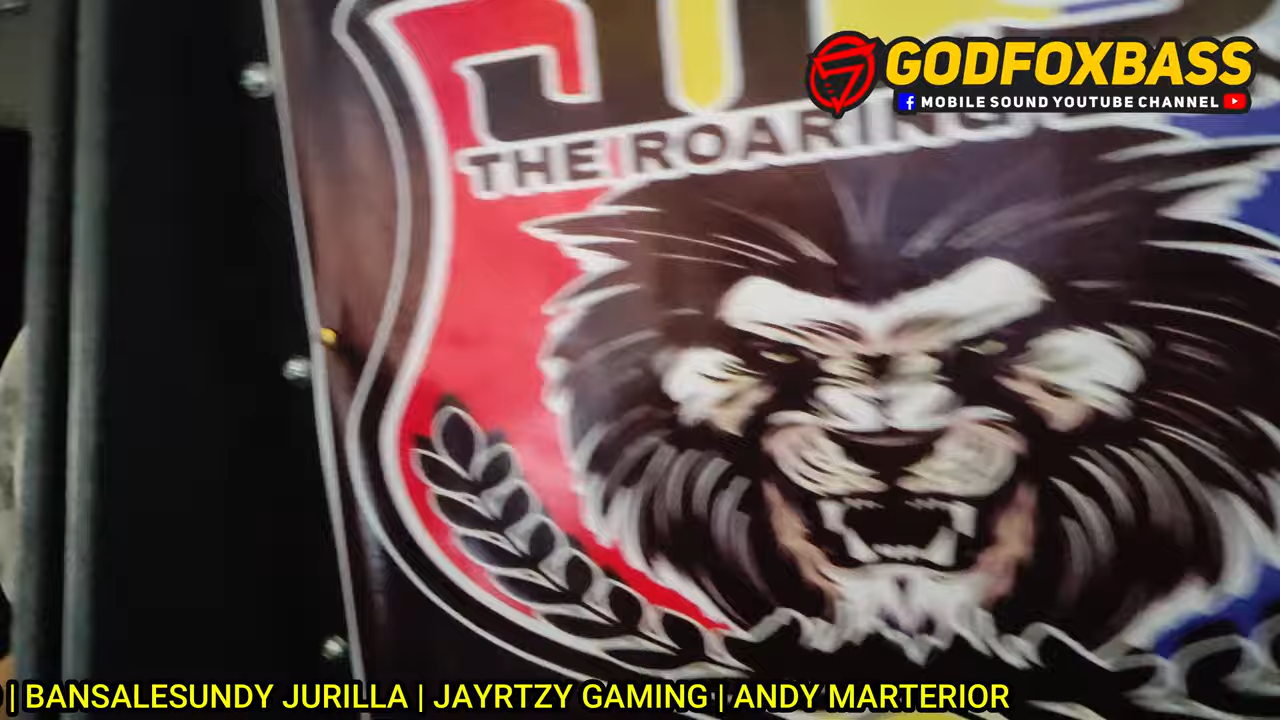 GODFOXBASS
MOBILE SOUND YOUTUBE CHANNEL
THE ROARING
| BANSALESUNDY JURILLA | JAYRTZY GAMING | ANDY MARTERIOR